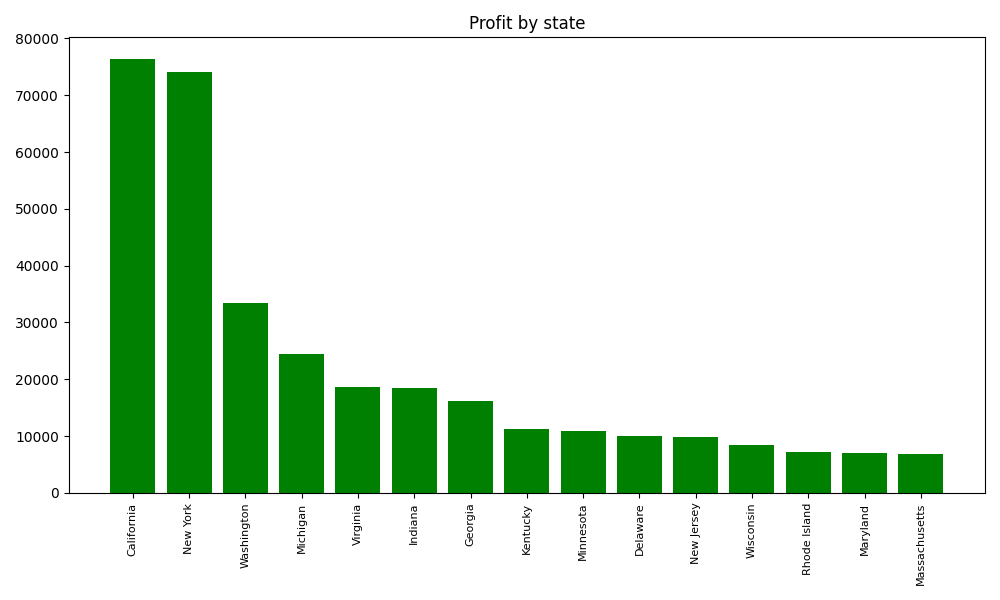 Profit by state
80000
70000
60000
50000
40000
30000
20000
10000
0
California
New York
Washington
Michigan
Virginia
Indiana
Georgia
Kentucky
Minnesota
Delaware
New Jersey
Wisconsin
Rhode Island
Maryland
Massachusetts